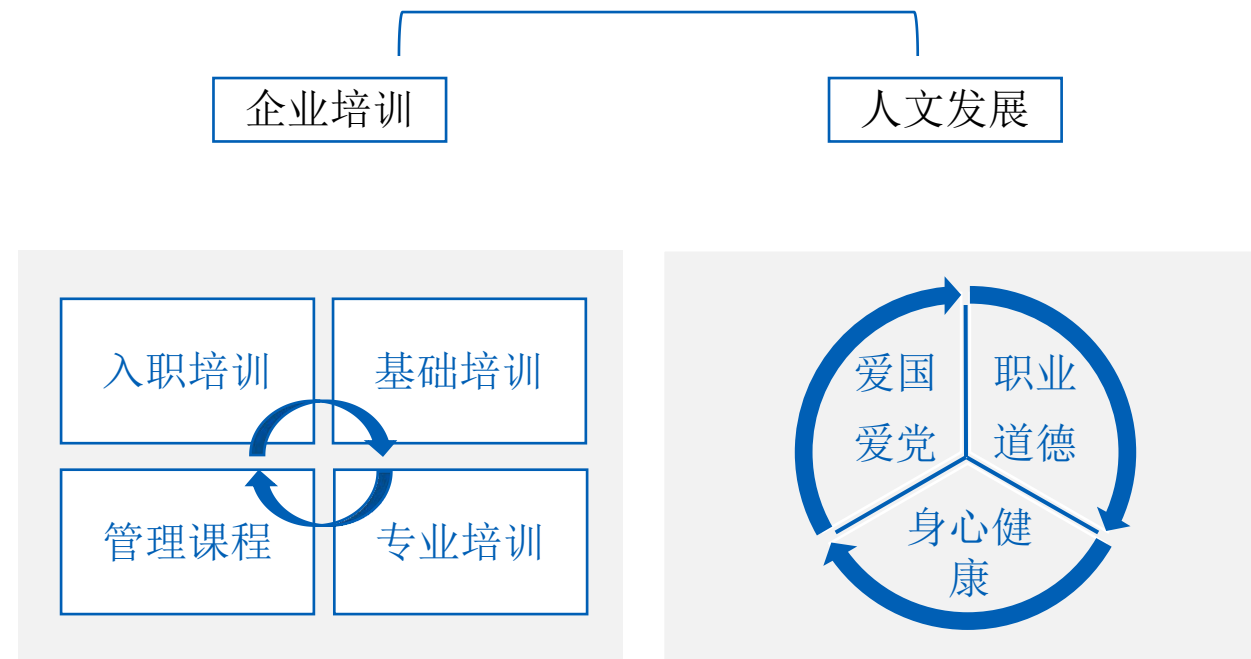 企业培训
人文发展
入职培训
基础培训
管理课程
专业培训
爱国
爱党
职业
道德
身心健
康